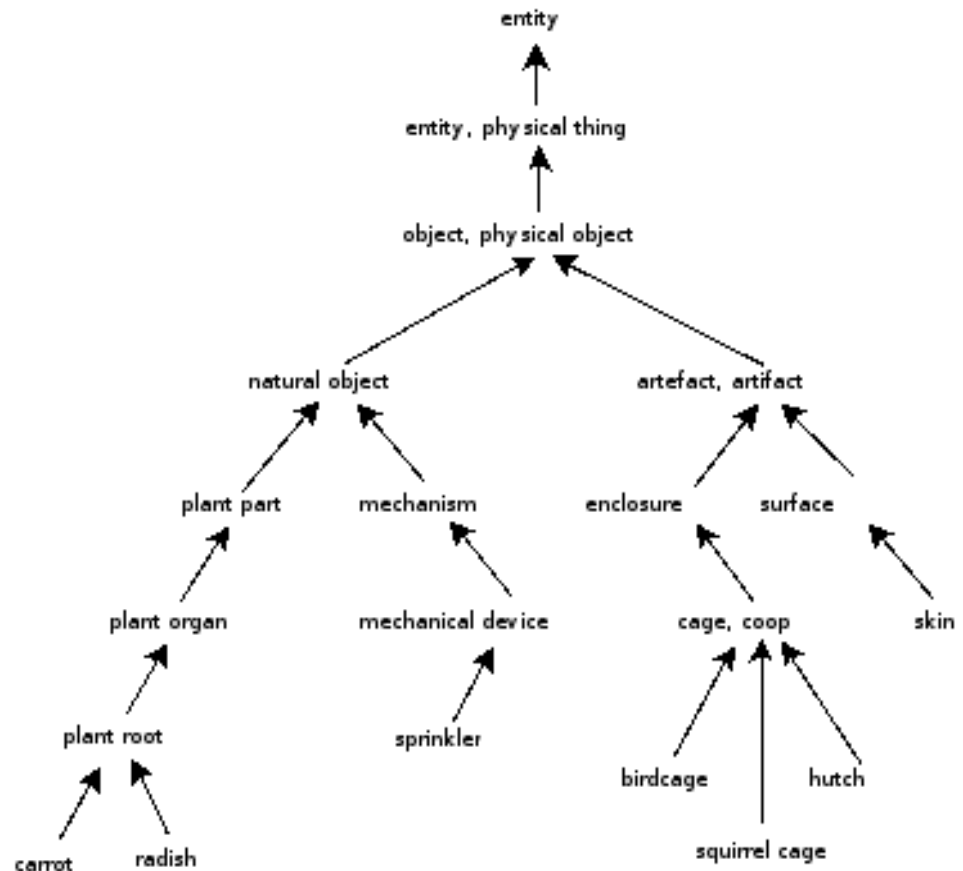 entity
entity, physical thing
object, physical object
natural object
artefact, artifact
plant part
mechanism
enclosure
surface
plant organ
mechanical device
cage, coop
skin
plant root
sprinkler
birdcage
hutch
carrot
radish
squirrel cage